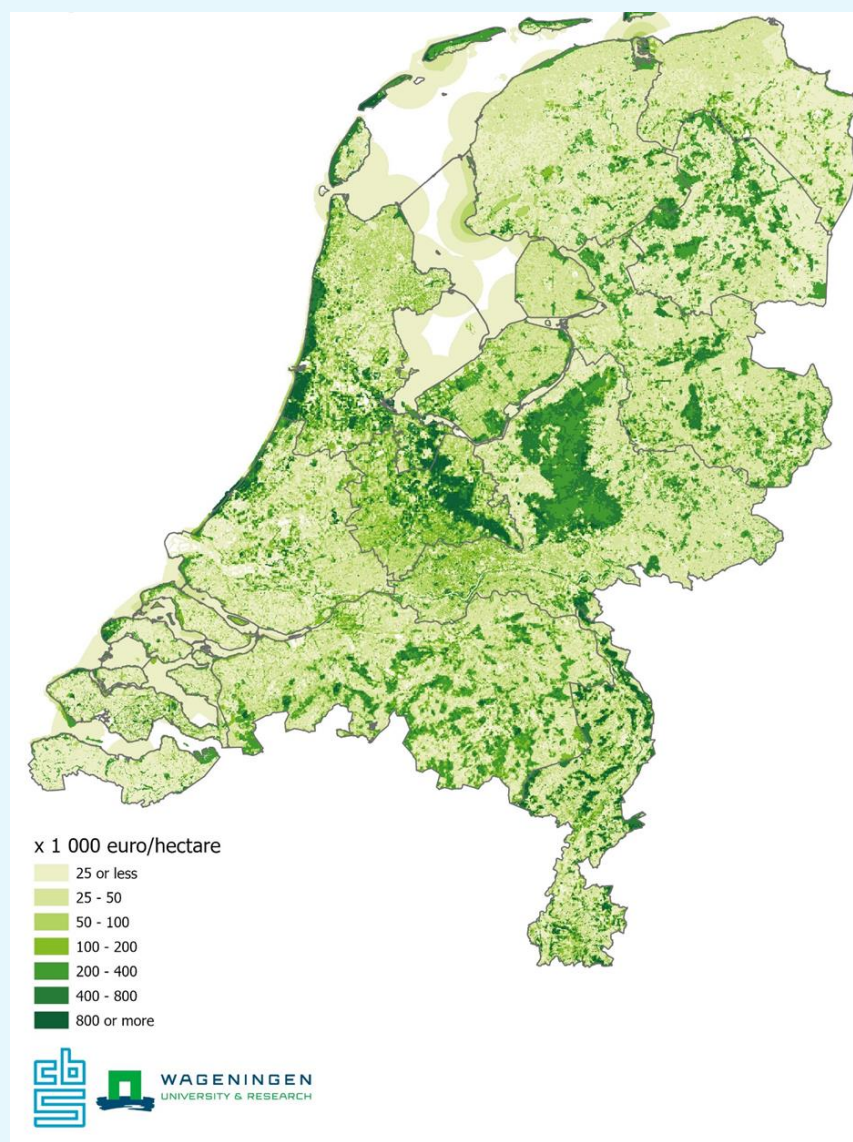 x 1 000 euro/hectare
25 or less
25 - 50
50 - 100
100 - 200
200 - 400
400 - 800
800 or more
cbs
WAGENINGEN
UNIVERSITY & RESEARCH